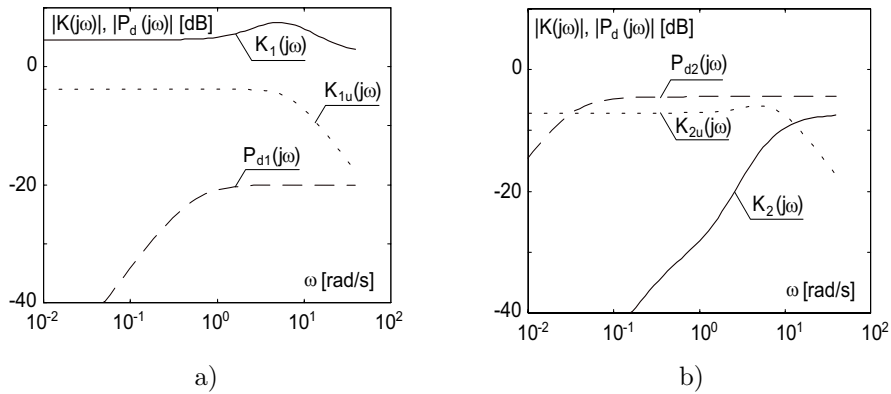 |K(jω)|, |P_d (jω)| [dB]
K_1(jω)
0
K_1u(jω)
P_d1(jω)
-20
ω [rad/s]
-40
10^-2
10^-1
10^0
10^1
10^2
a)
|K(jω)|, |P_d (jω)| [dB]
0
P_d2(jω)
K_2u(jω)
-20
K_2(jω)
ω [rad/s]
-40
10^-2
10^-1
10^0
10^1
10^2
b)